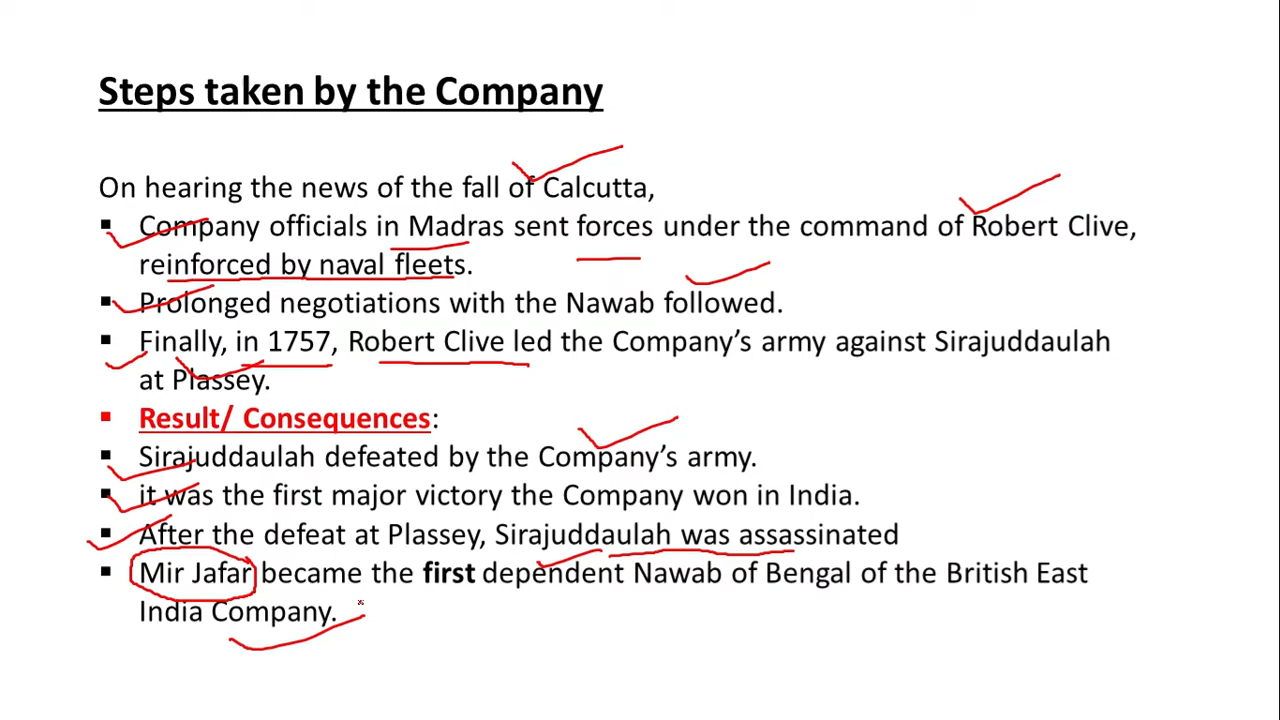 Steps taken by the Company
On hearing the news of the fall of Calcutta,
▪ Company officials in Madras sent forces under the command of Robert Clive,
reinforced by naval fleets.
▪ Prolonged negotiations with the Nawab followed.
▪ Finally, in 1757, Robert Clive led the Company’s army against Sirajuddaulah
at Plassey.
▪ Result/ Consequences:
▪ Sirajuddaulah defeated by the Company’s army.
▪ it was the first major victory the Company won in India.
▪ After the defeat at Plassey, Sirajuddaulah was assassinated
▪ Mir Jafar became the first dependent Nawab of Bengal of the British East
India Company.